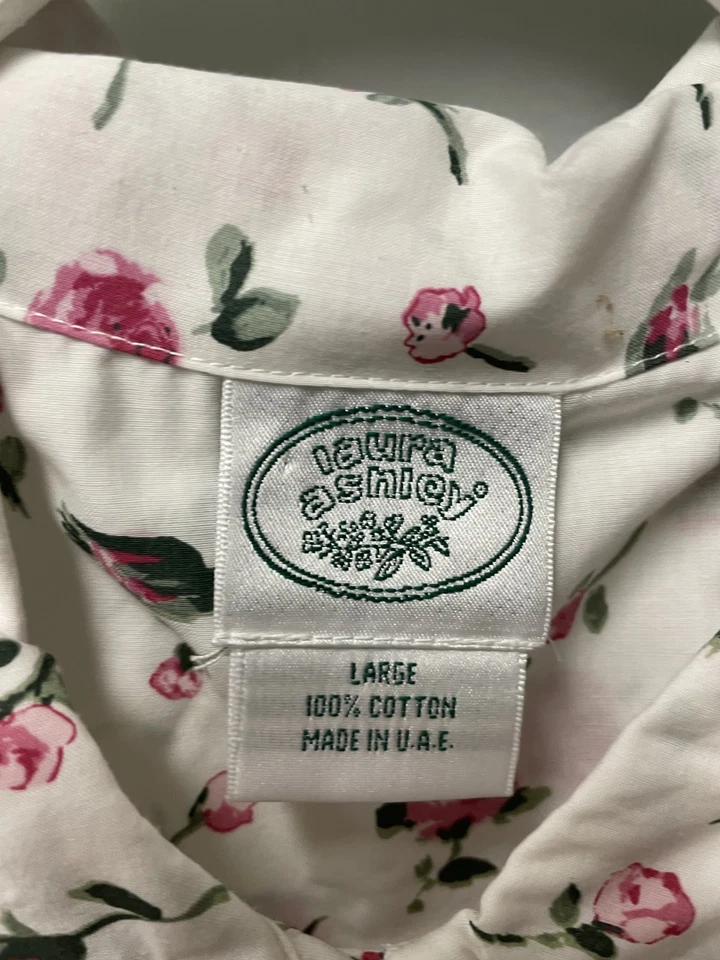 laura
ashley®
LARGE
100% COTTON
MADE IN U.A.E.